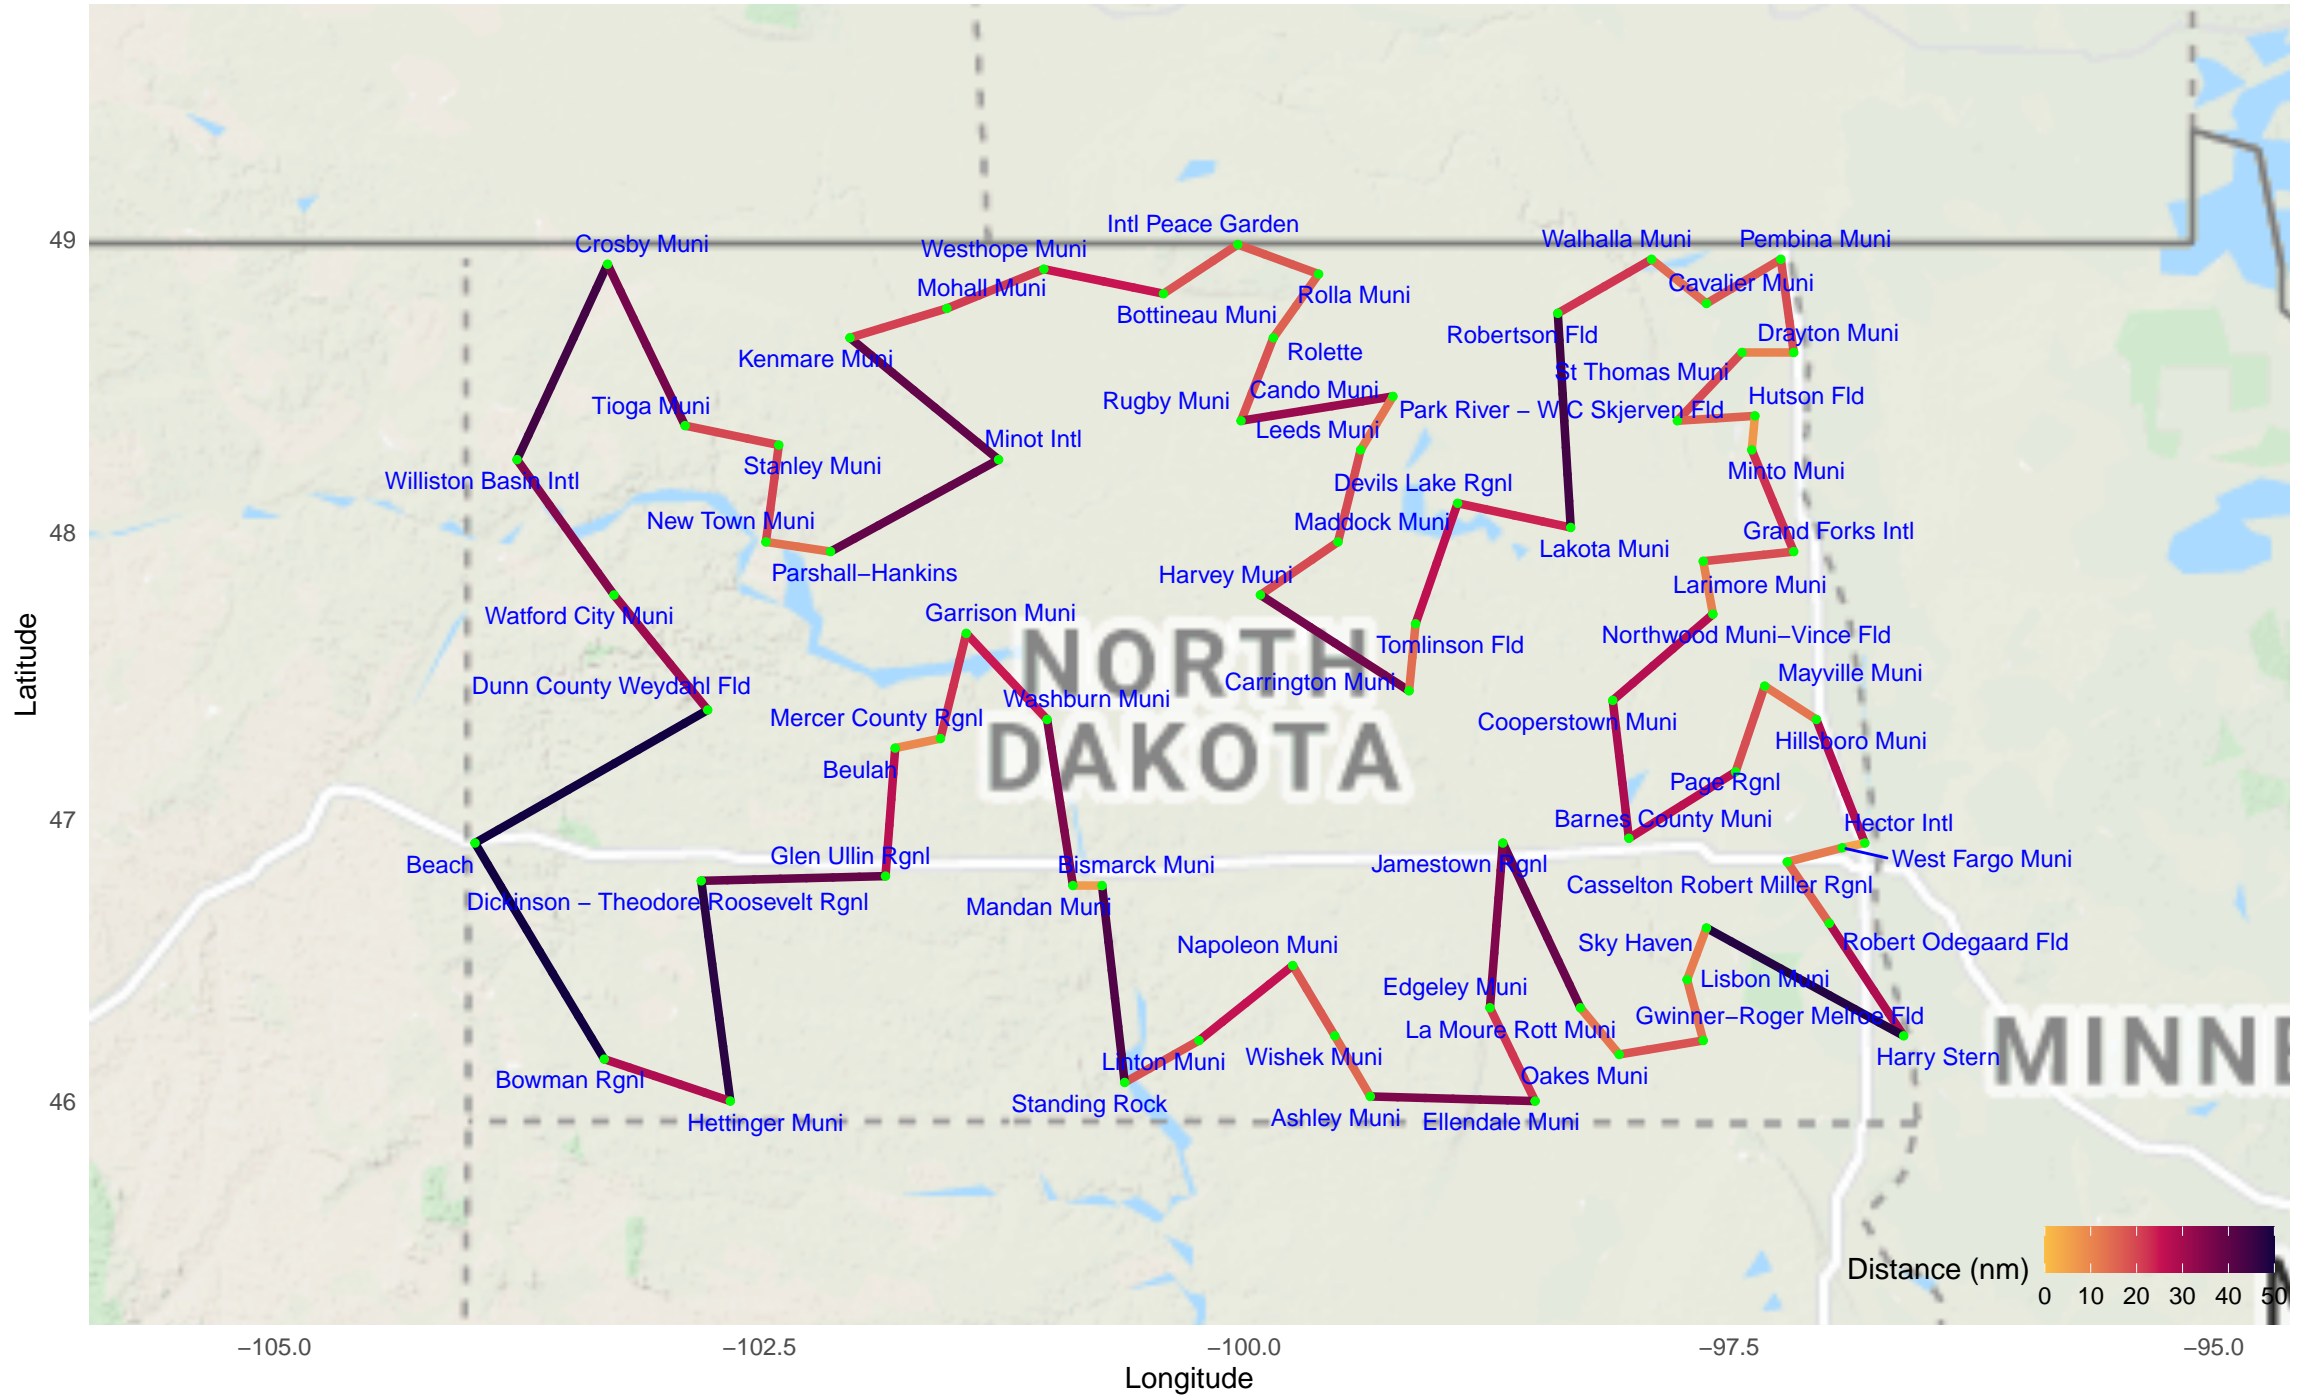 Intl Peace Garden
Crosby Muni
Westhope Muni
Walhalla Muni
Pembina Muni
49
Mohall Muni
Cavalier Muni
Rolla Muni
Bottineau Muni
Robertson Fld
Drayton Muni
Kenmare Muni
Rolette
St Thomas Muni
Cando Muni
Hutson Fld
Tioga Muni
Rugby Muni
Park River − W C Skjerven Fld
Leeds Muni
Minot Intl
Stanley Muni
Minto Muni
Williston Basin Intl
Devils Lake Rgnl
New Town Muni
Maddock Muni
48
Grand Forks Intl
Lakota Muni
Parshall−Hankins
Harvey Muni
Larimore Muni
Watford City Muni
Garrison Muni
Northwood Muni−Vince Fld
Tomlinson Fld
NORTH
DAKOTA
Latitude
Dunn County Weydahl Fld
Carrington Muni
Mayville Muni
Washburn Muni
Mercer County Rgnl
Cooperstown Muni
Hillsboro Muni
Beulah
Page Rgnl
47
Barnes County Muni
Hector Intl
Beach
Glen Ullin Rgnl
Bismarck Muni
Jamestown Rgnl
West Fargo Muni
Casselton Robert Miller Rgnl
Dickinson − Theodore Roosevelt Rgnl
Mandan Muni
Napoleon Muni
Sky Haven
Robert Odegaard Fld
Lisbon Muni
Edgeley Muni
Gwinner−Roger Melroe Fld
La Moure Rott Muni
Linton Muni
Wishek Muni
Harry Stern
MINNE
Bowman Rgnl
Oakes Muni
46
Standing Rock
Hettinger Muni
Ashley Muni
Ellendale Muni
Distance (nm)
0 10 20 30 40 50
−105.0 −102.5 −100.0 −97.5 −95.0
Longitude